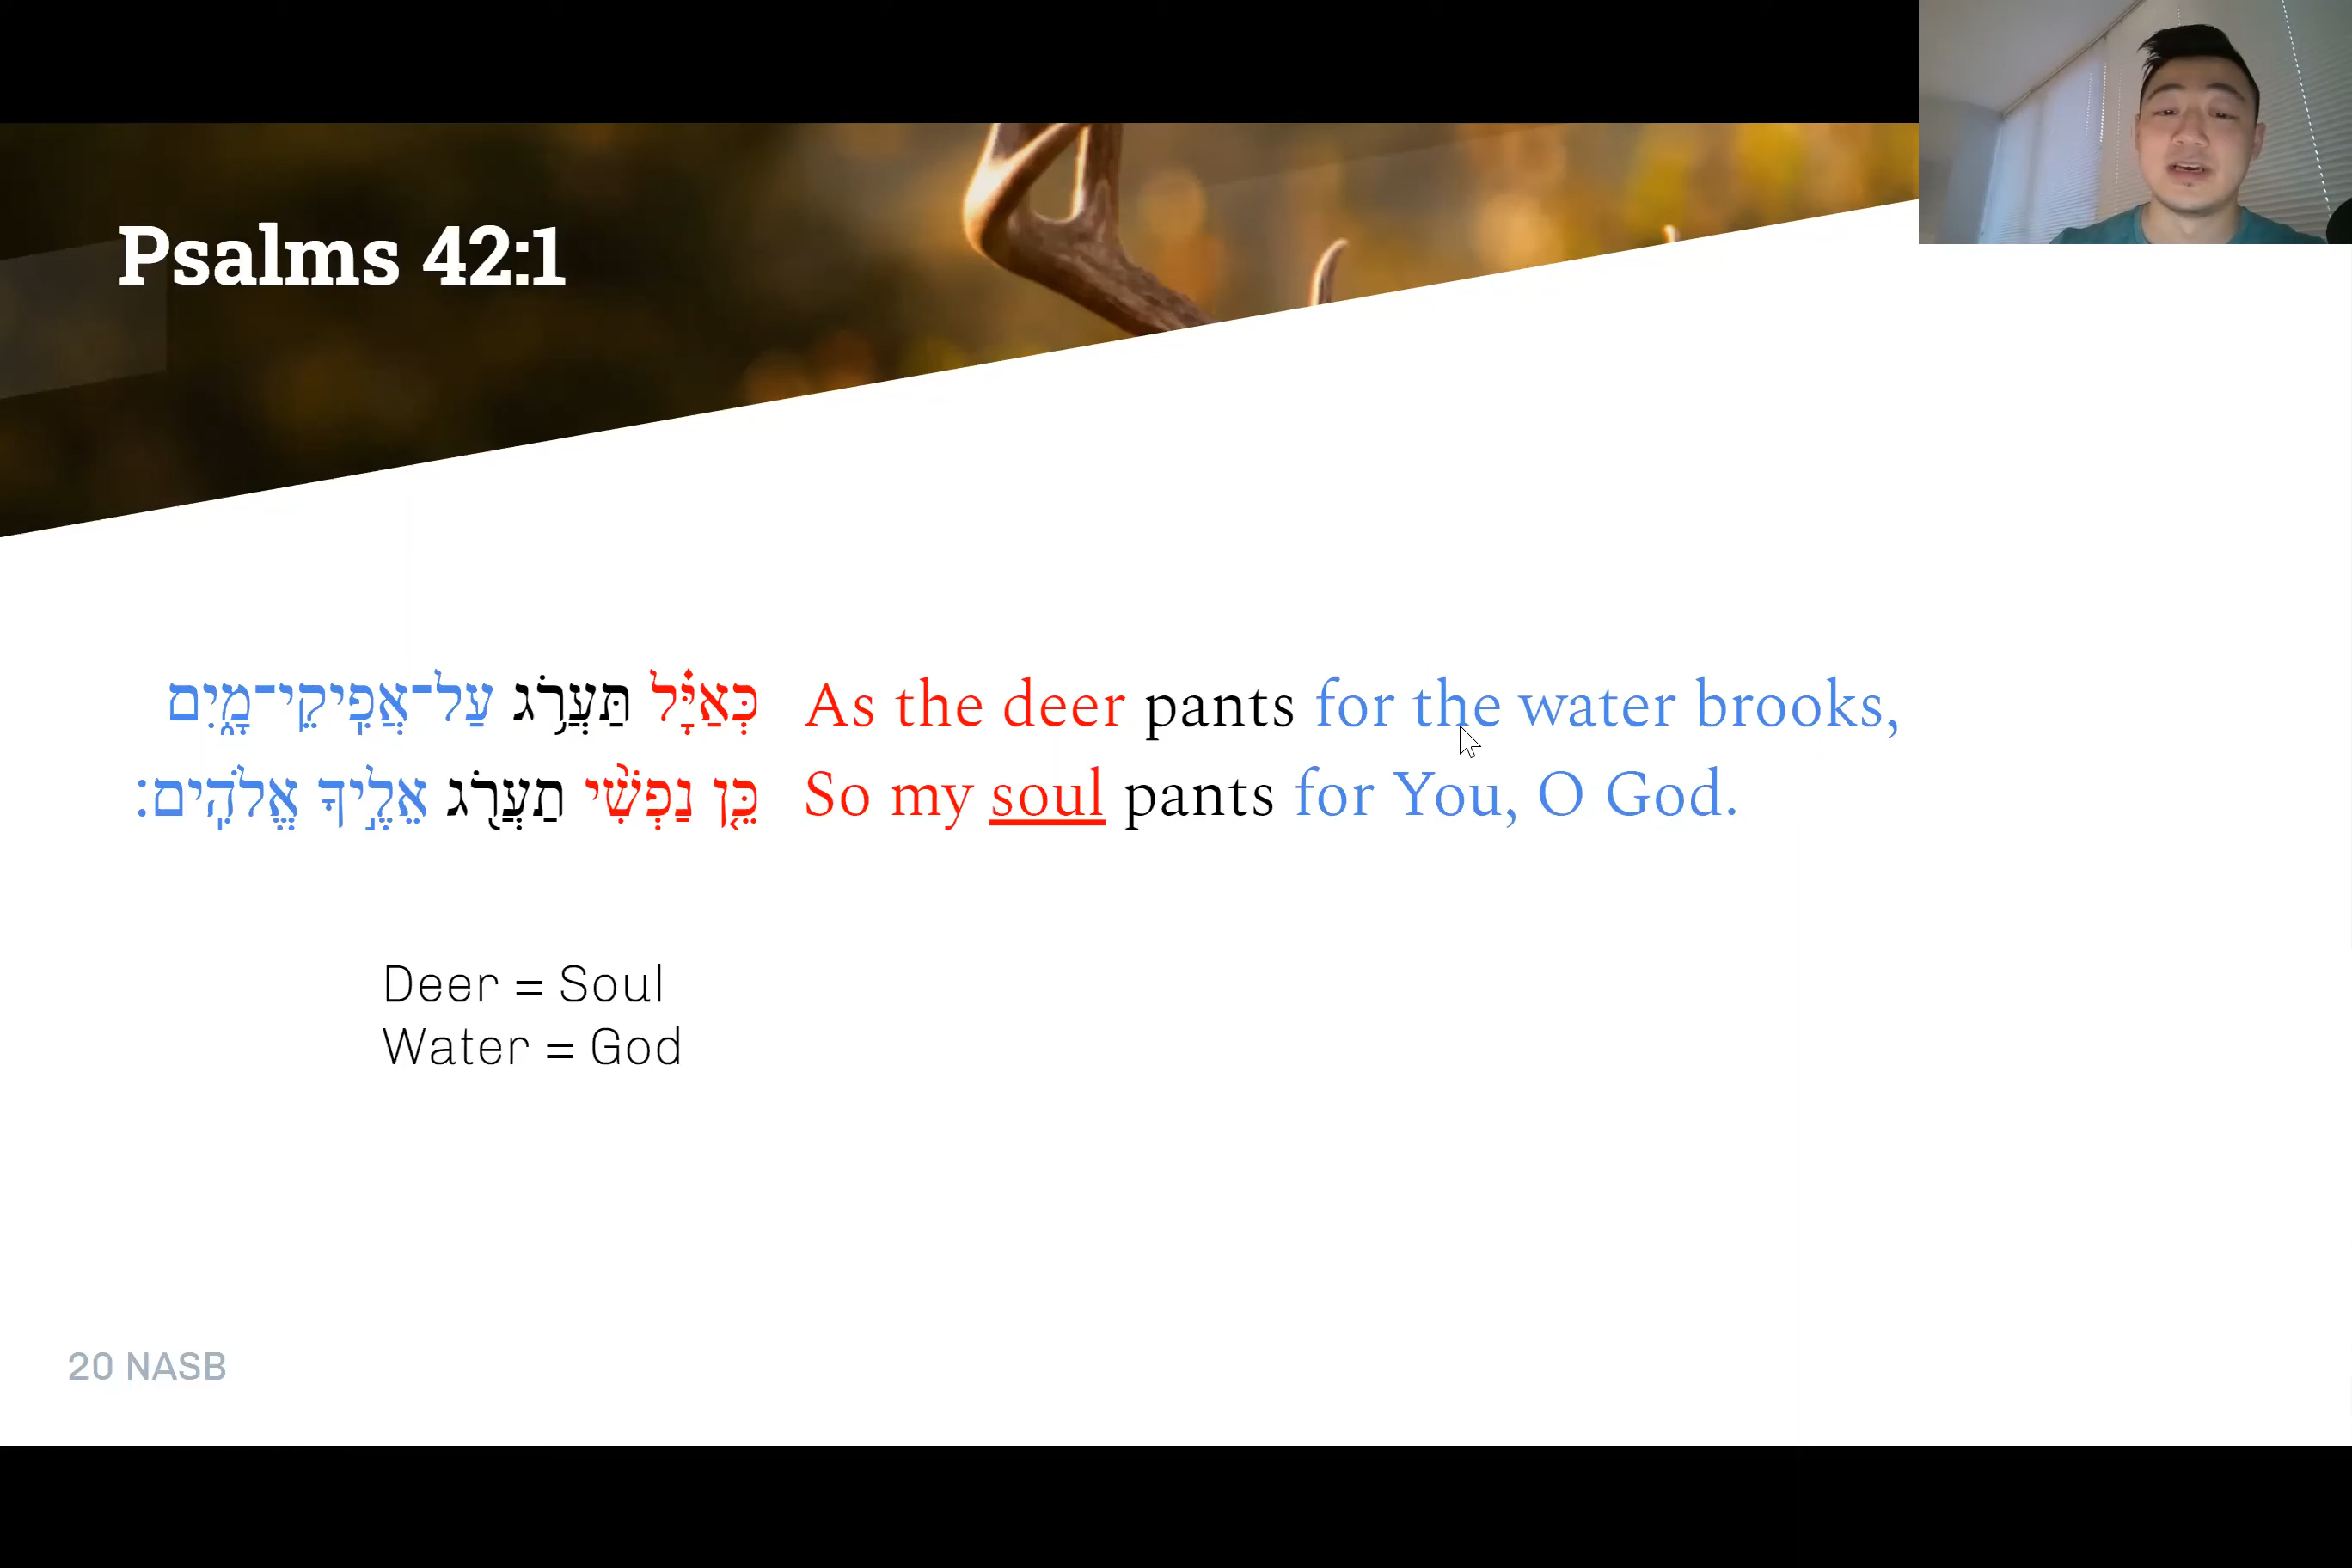 Psalms 42:1
כְּאַיָּ֗ל תַּעֲרֹ֥ג עַל־אֲפִֽיקֵי־מָ֑יִם As the deer pants for the water brooks,
כֵּ֤ן נַפְשִׁ֨י תַעֲרֹ֖ג אֵלֶ֣יךָ אֱלֹהִֽים׃ So my soul pants for You, O God.
Deer = Soul
Water = God
20 NASB